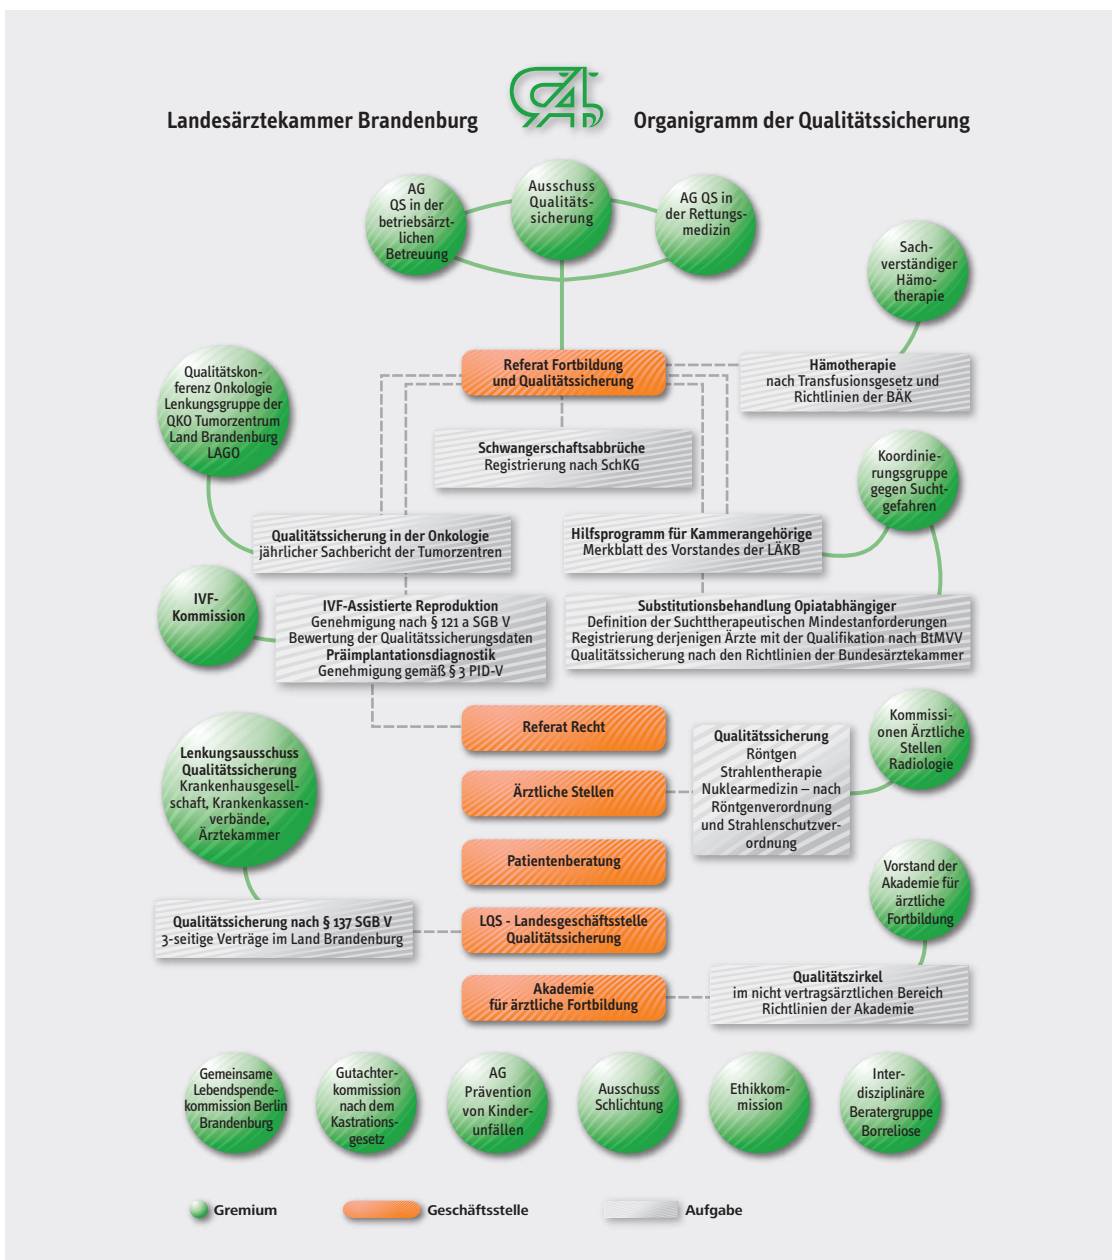 Landesärztekammer Brandenburg
Organigramm der Qualitätssicherung
AG
QS in der
betriebsärzt-
lichen
Betreuung
Ausschuss
Qualitäts-
sicherung
AG QS in
der Rettungs-
medizin
Sach-
verständiger
Hämo-
therapie
Referat Fortbildung
und Qualitätssicherung
Hämotherapie
nach Transfusionsgesetz und
Richtlinien der BÄK
Qualitätskon-
ferenz Onkologie
Lenkungsgruppe der
QKO Tumorzentrum
Land Brandenburg
LAGO
Schwangerschaftsabbrüche
Registrierung nach SchKG
Koordinie-
rungsgruppe
gegen Sucht-
gefahren
Qualitätssicherung in der Onkologie
jährlicher Sachbericht der Tumorzentren
Hilfsprogramm für Kammerangehörige
Merkblatt des Vorstandes der LÄKB
IVF-
Kommission
IVF-Assistierte Reproduktion
Genehmigung nach § 121 a SGB V
Bewertung der Qualitätssicherungsdaten
Präimplantationsdiagnostik
Genehmigung gemäß § 3 PID-V
Substitutionsbehandlung Opiatabhängiger
Definition der Suchttherapeutischen Mindestanforderungen
Registrierung derjenigen Ärzte mit der Qualifikation nach BtMVV
Qualitätssicherung nach den Richtlinien der Bundesärztekammer
Referat Recht
Lenkungsausschuss
Qualitätssicherung
Krankenhausgesell-
schaft, Krankenkassen-
verbände,
Ärztekammer
Ärztliche Stellen
Qualitätssicherung
Röntgen
Strahlentherapie
Nuklearmedizin – nach
Röntgenverordnung
und Strahlenschutzver-
ordnung
Kommissi-
onen Ärztliche
Stellen
Radiologie
Patientenberatung
Vorstand der
Akademie für
ärztliche
Fortbildung
Qualitätssicherung nach § 137 SGB V
3-seitige Verträge im Land Brandenburg
LQS - Landesgeschäftsstelle
Qualitätssicherung
Akademie
für ärztliche Fortbildung
Qualitätszirkel
im nicht vertragsärztlichen Bereich
Richtlinien der Akademie
Gemeinsame
Lebendspende-
kommission Berlin
Brandenburg
Gutachter-
kommission
nach dem
Kastrations-
gesetz
AG
Prävention
von Kinder-
unfällen
Ausschuss
Schlichtung
Ethikkom-
mission
Inter-
disziplinäre
Beratergruppe
Borreliose
Gremium
Geschäftsstelle
Aufgabe